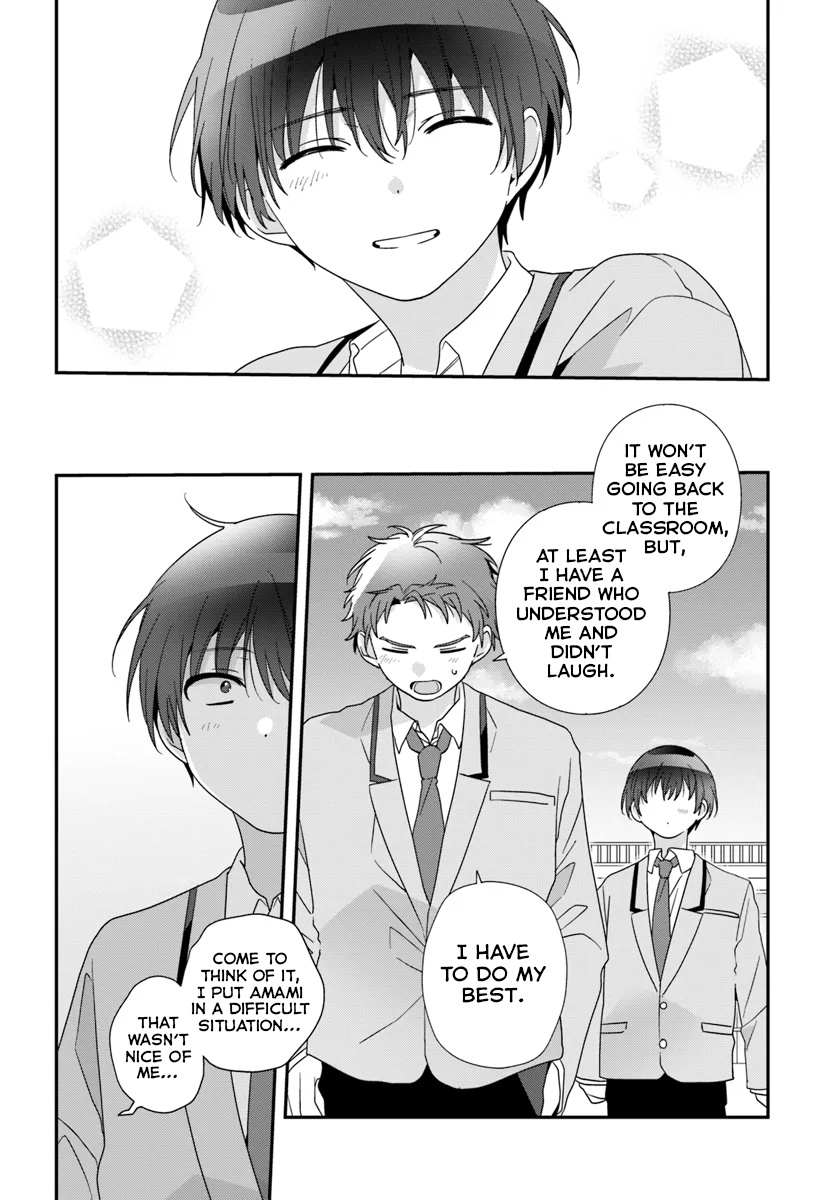 IT WON'T
BE EASY
GOING BACK
TO THE
CLASSROOM,
BUT,
AT LEAST
I HAVE A
FRIEND WHO
UNDERSTOOD
ME AND
DIDN'T
LAUGH.
I HAVE
TO DO MY
BEST.
COME TO
THINK OF IT,
I PUT AMAMI
IN A DIFFICULT
SITUATION...
THAT
WASN'T
NICE OF
ME...